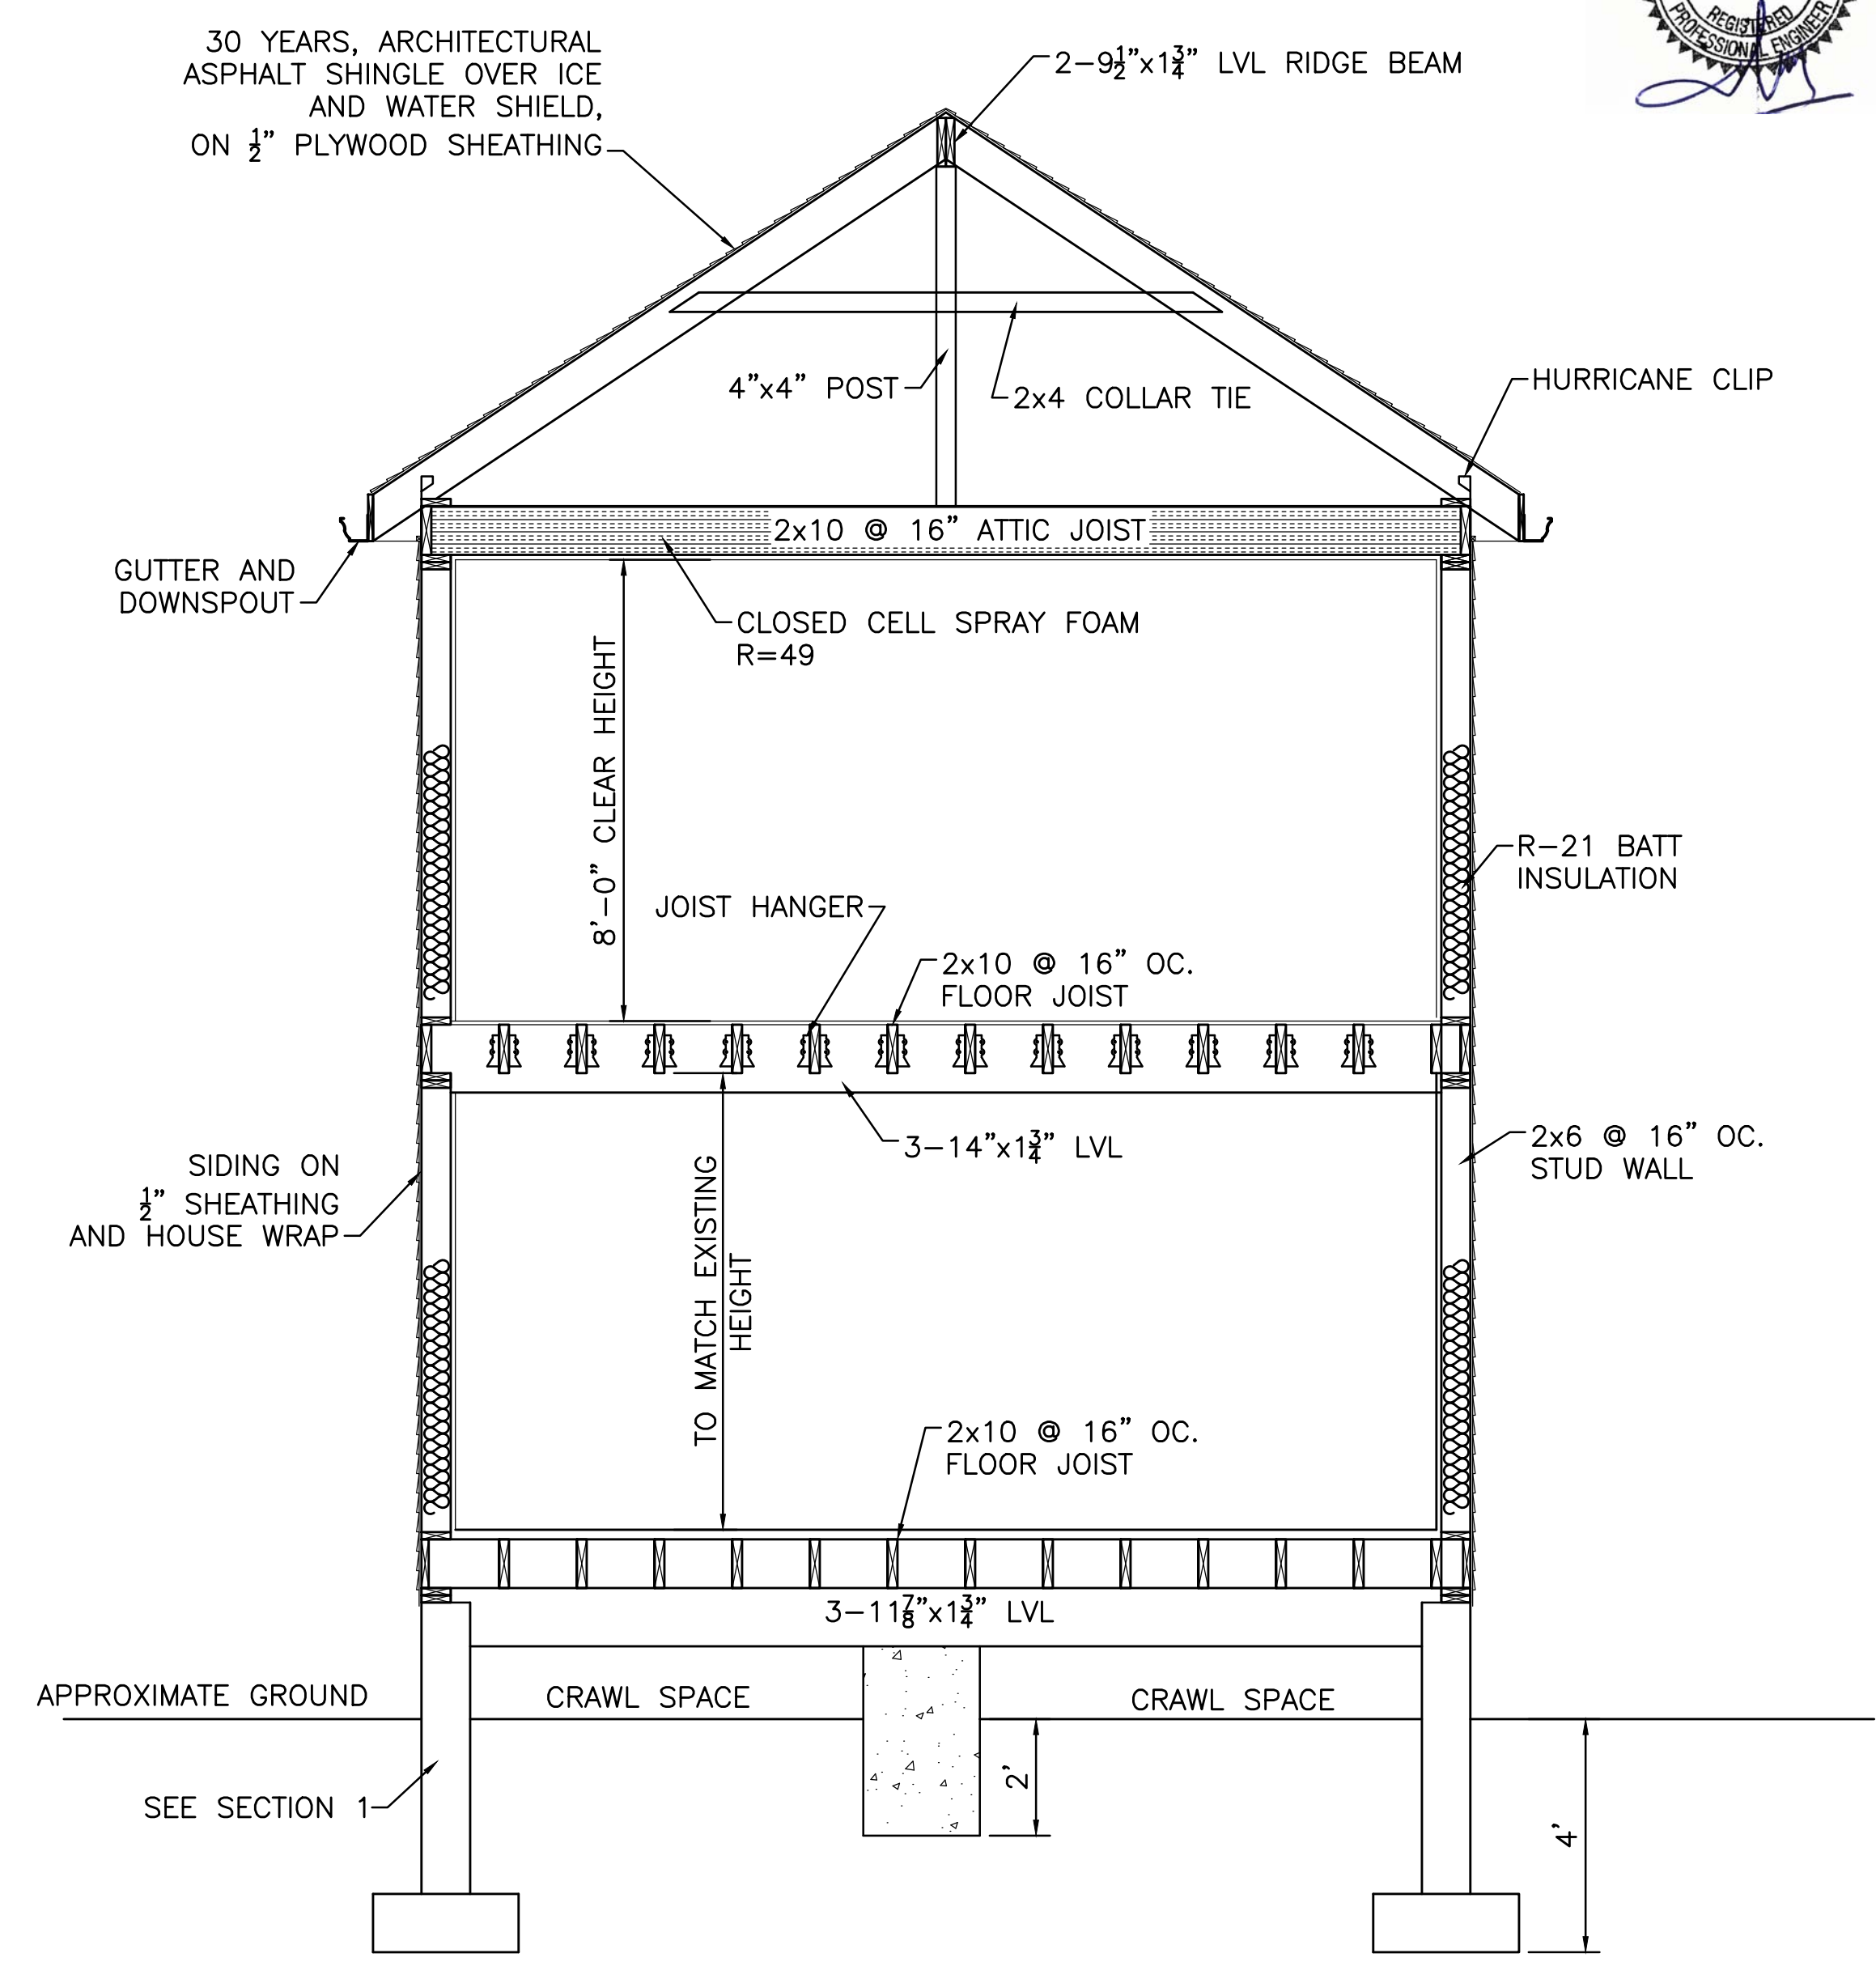 REGISTERED
PROFESSIONAL ENGINEER
30 YEARS, ARCHITECTURAL
ASPHALT SHINGLE OVER ICE
AND WATER SHIELD,
ON ½" PLYWOOD SHEATHING
2-9½"x1¾" LVL RIDGE BEAM
4"x4" POST
2x4 COLLAR TIE
HURRICANE CLIP
2x10 @ 16" ATTIC JOIST
GUTTER AND
DOWNSPOUT
CLOSED CELL SPRAY FOAM
R=49
8'-0" CLEAR HEIGHT
R-21 BATT
INSULATION
JOIST HANGER
2x10 @ 16" OC.
FLOOR JOIST
3-14"x1¾" LVL
2x6 @ 16" OC.
STUD WALL
SIDING ON
½" SHEATHING
AND HOUSE WRAP
TO MATCH EXISTING
HEIGHT
2x10 @ 16" OC.
FLOOR JOIST
3-11⅞"x1¾" LVL
APPROXIMATE GROUND
CRAWL SPACE
CRAWL SPACE
2'
SEE SECTION 1
4'